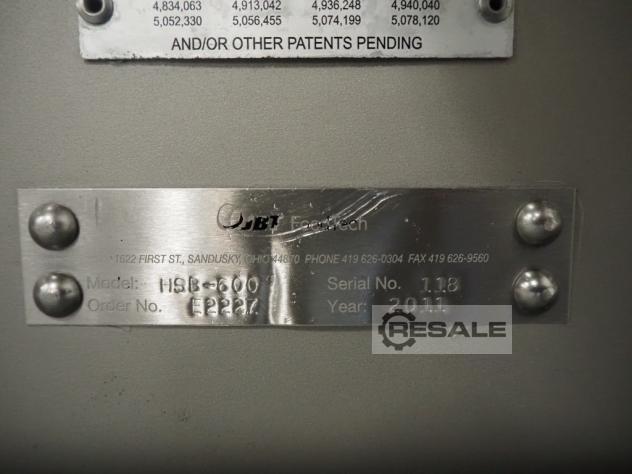 4,834,063 4,913,042 4,936,248 4,940,040
5,052,330 5,056,455 5,074,199 5,078,120
AND/OR OTHER PATENTS PENDING
JBT FoodTech
1622 FIRST ST., SANDUSKY, OHIO 44870 PHONE 419 626-0304 FAX 419 626-9560
Model: HSB-600 Serial No. 118
Order No. E2227 Year: 2011
RESALE